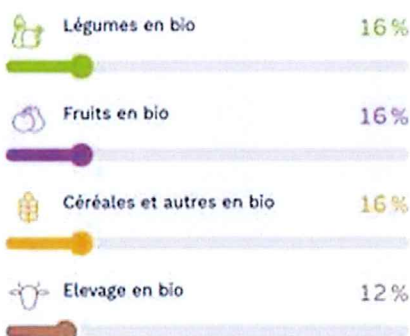 Légumes en bio 16 %
Fruits en bio 16 %
Céréales et autres en bio 16 %
Elevage en bio 12 %